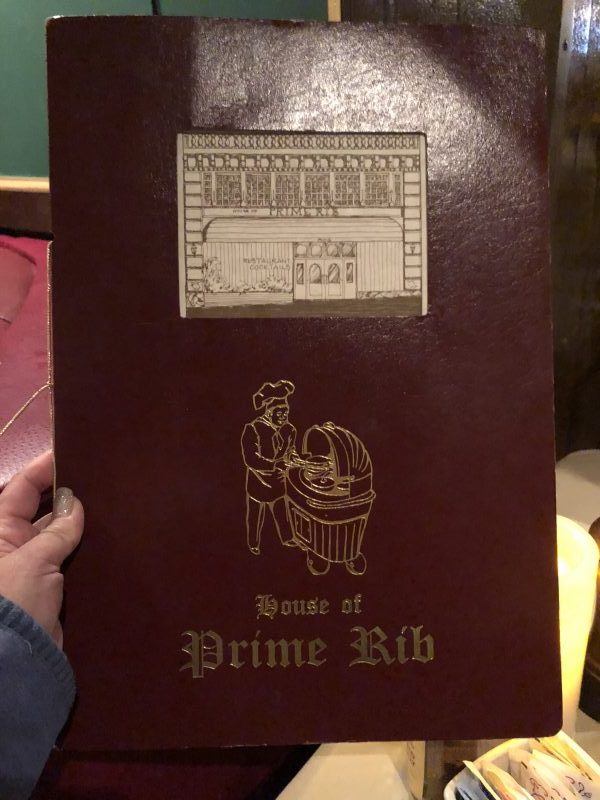 HOUSE OF
PRIME RIB
RESTAURANT
COCKTAILS
House of
Prime Rib